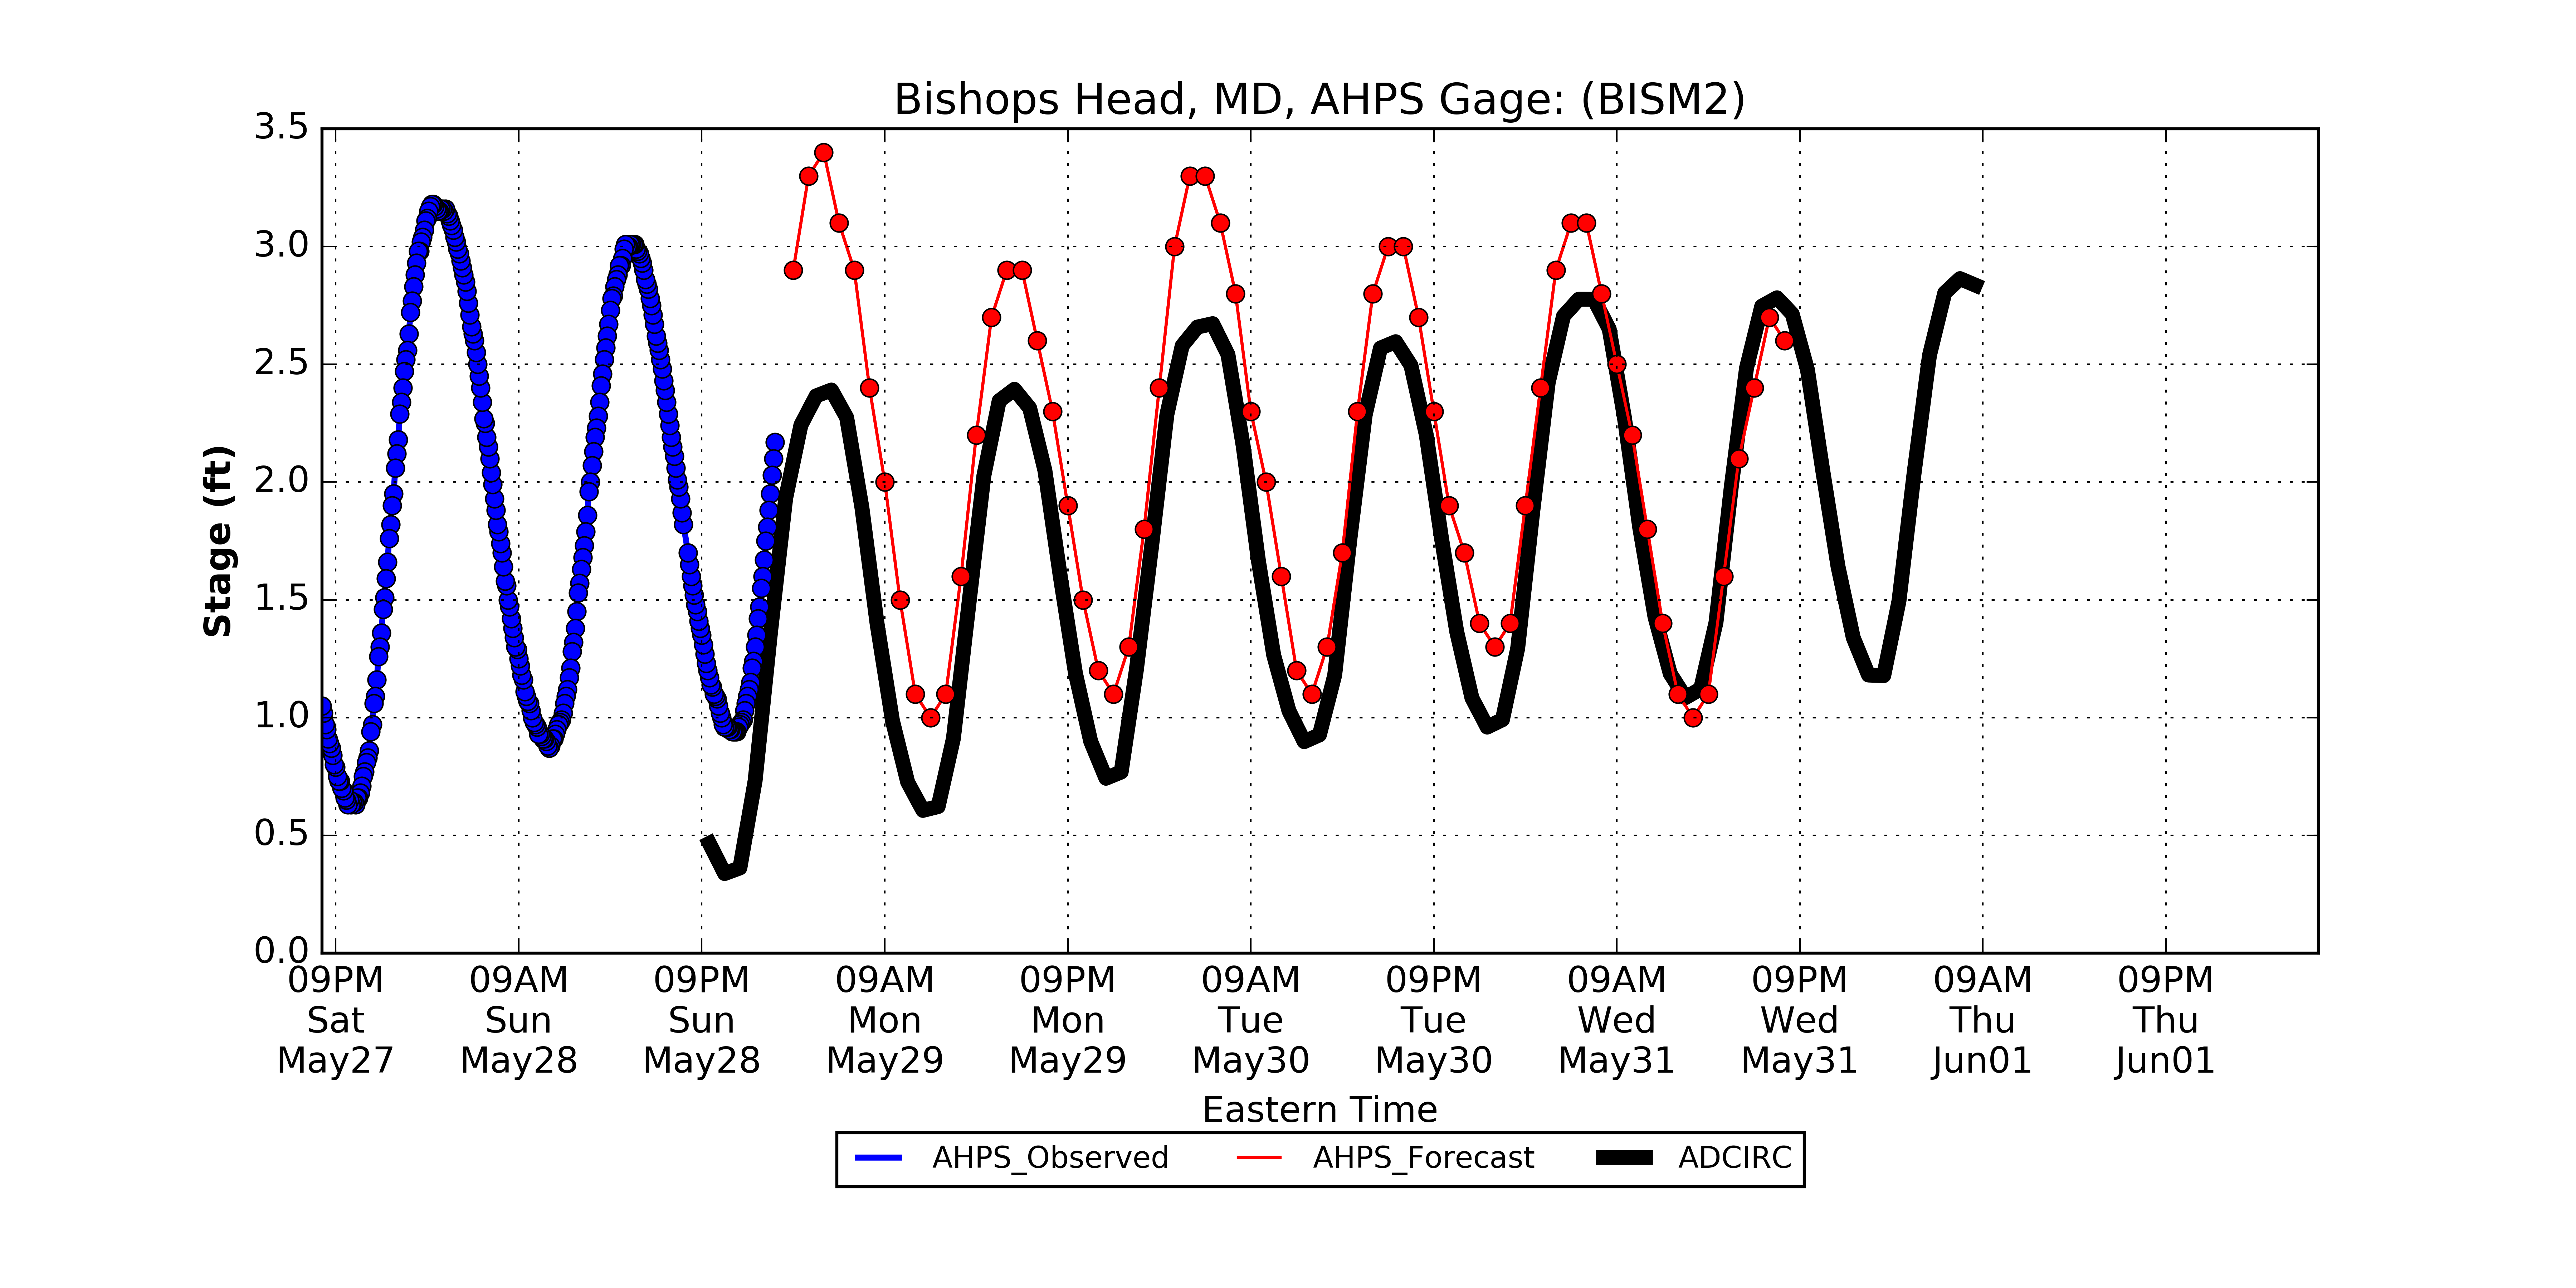 Bishops Head, MD, AHPS Gage: (BISM2)
3.5
3.0
2.5
2.0
1.5
1.0
0.5
0.0
Stage (ft)
09PM 09AM 09PM 09AM 09PM 09AM 09PM 09AM 09PM 09AM 09PM
Sat Sun Sun Mon Mon Tue Tue Wed Wed Thu Thu
May27 May28 May28 May29 May29 May30 May30 May31 May31 Jun01 Jun01
Eastern Time
AHPS_Observed AHPS_Forecast ADCIRC